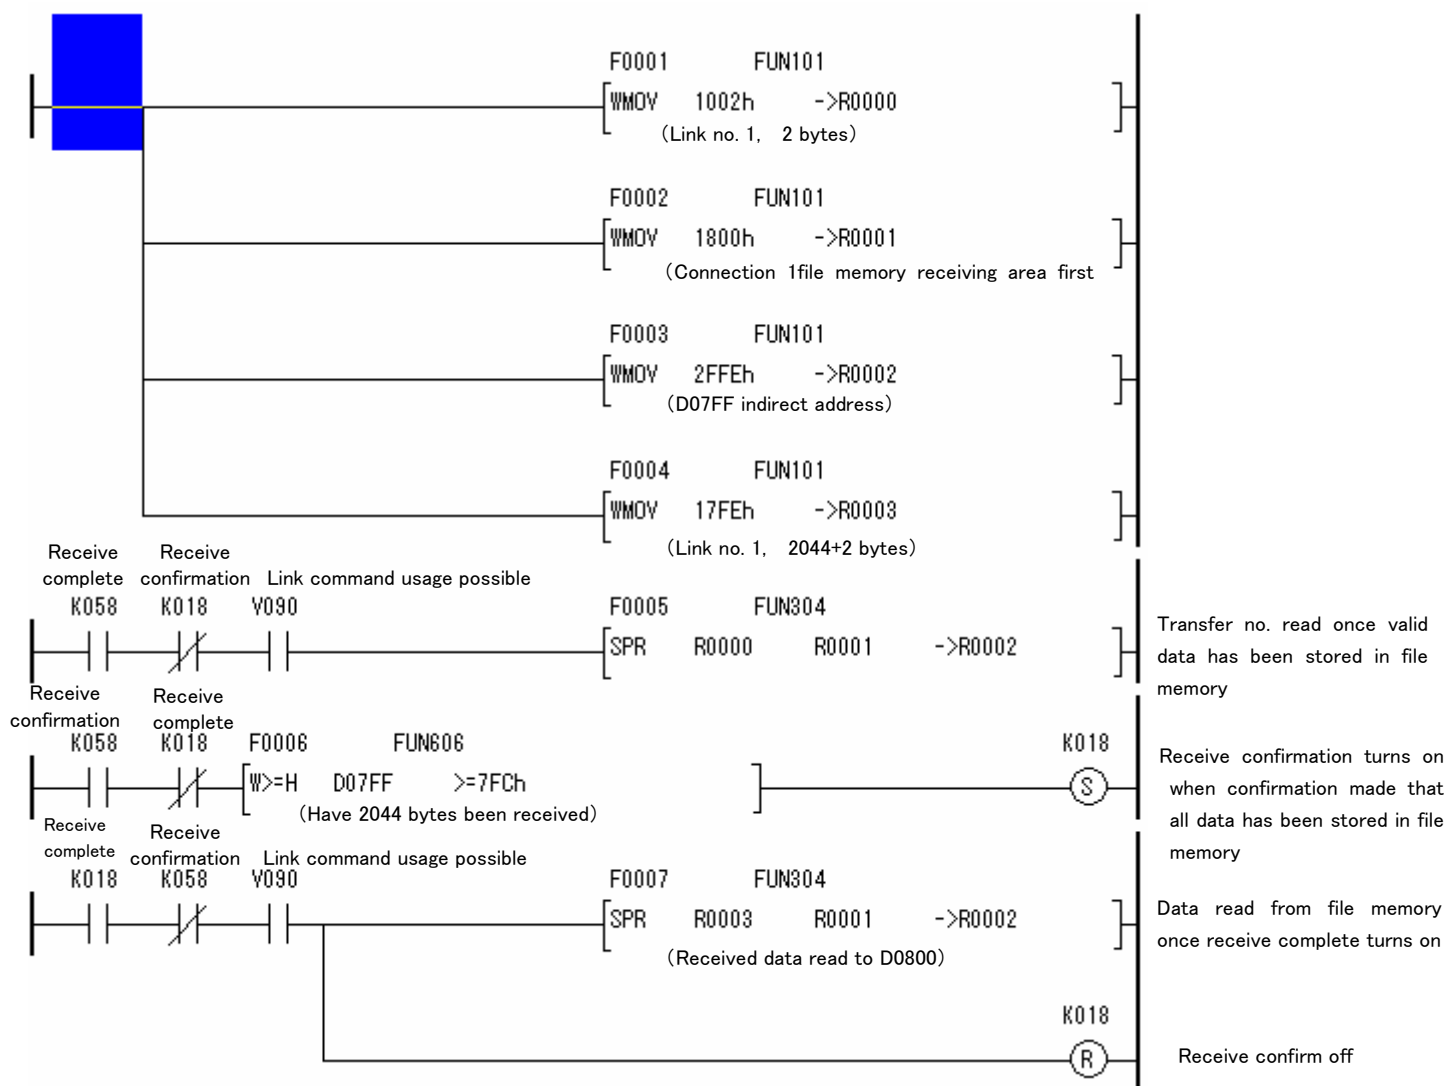 F0001 FUN101
WMOV 1002h ->R0000
(Link no. 1, 2 bytes)
F0002 FUN101
WMOV 1800h ->R0001
(Connection 1file memory receiving area first
F0003 FUN101
WMOV 2FFEh ->R0002
(D07FF indirect address)
F0004 FUN101
WMOV 17FEh ->R0003
(Link no. 1, 2044+2 bytes)
Receive complete
Receive confirmation
Link command usage possible
K058 K018 V090 F0005 FUN304
SPR R0000 R0001 ->R0002
Transfer no. read once valid
data has been stored in file
memory
Receive confirmation
Receive complete
K058 K018 F0006 FUN606 K018
W>=H D07FF >=7FCh S
(Have 2044 bytes been received)
Receive confirmation turns on
when confirmation made that
all data has been stored in file
memory
Receive complete
Receive confirmation
Link command usage possible
K018 K058 V090 F0007 FUN304
SPR R0003 R0001 ->R0002
(Received data read to D0800)
Data read from file memory
once receive complete turns on
K018
R
Receive confirm off